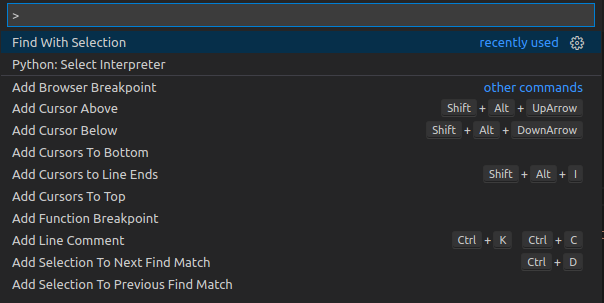 >
Find With Selection recently used
Python: Select Interpreter
Add Browser Breakpoint other commands
Add Cursor Above Shift + Alt + UpArrow
Add Cursor Below Shift + Alt + DownArrow
Add Cursors To Bottom
Add Cursors to Line Ends Shift + Alt + I
Add Cursors To Top
Add Function Breakpoint
Add Line Comment Ctrl + K Ctrl + C
Add Selection To Next Find Match Ctrl + D
Add Selection To Previous Find Match